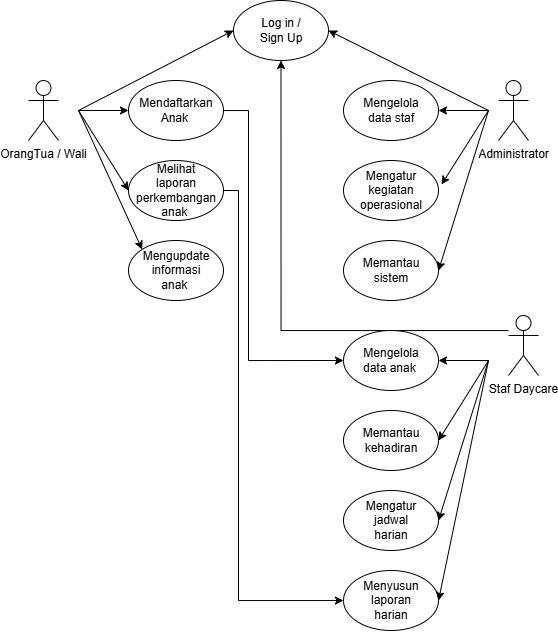 Log in /
Sign Up
OrangTua / Wali
Mendaftarkan
Anak
Melihat
laporan
perkembangan
anak
Mengupdate
informasi
anak
Mengelola
data staf
Administrator
Mengatur
kegiatan
operasional
Memantau
sistem
Mengelola
data anak
Staf Daycare
Memantau
kehadiran
Mengatur
jadwal
harian
Menyusun
laporan
harian